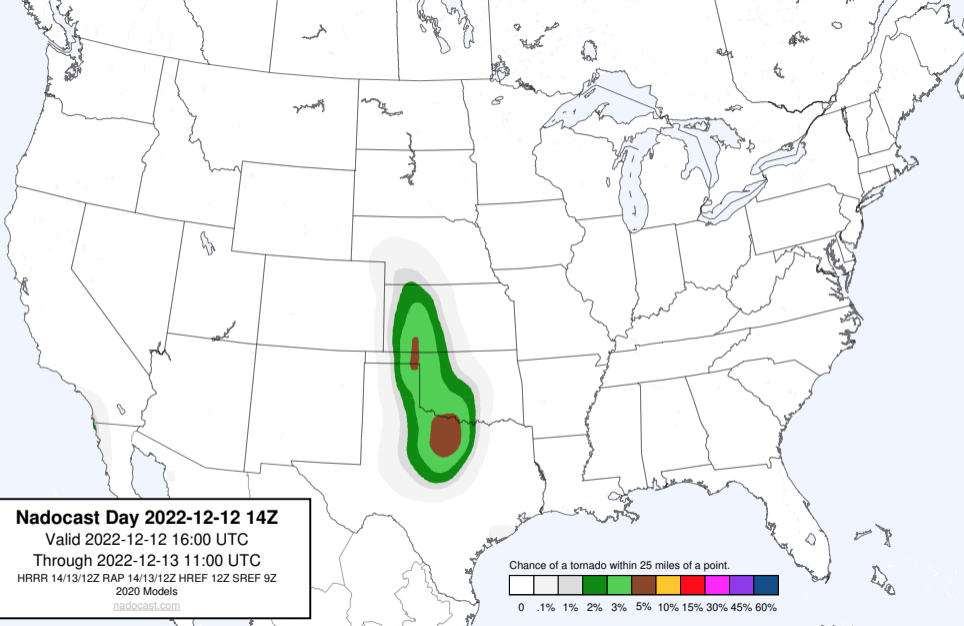 Nadocast Day 2022-12-12 14Z
Valid 2022-12-12 16:00 UTC
Through 2022-12-13 11:00 UTC
HRRR 14/13/12Z RAP 14/13/12Z HREF 12Z SREF 9Z
2020 Models
nadocast.com
Chance of a tornado within 25 miles of a point.
0 .1% 1% 2% 3% 5% 10% 15% 30% 45% 60%